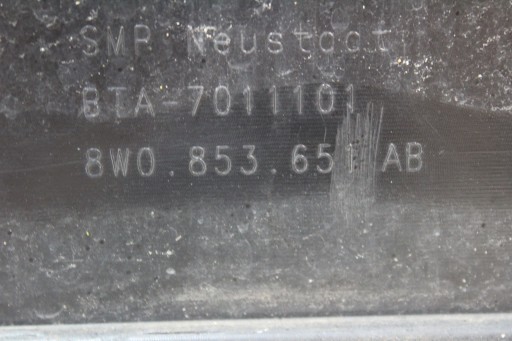 SMP Neustadt
BTA-7011101
8W0.853.651 AB